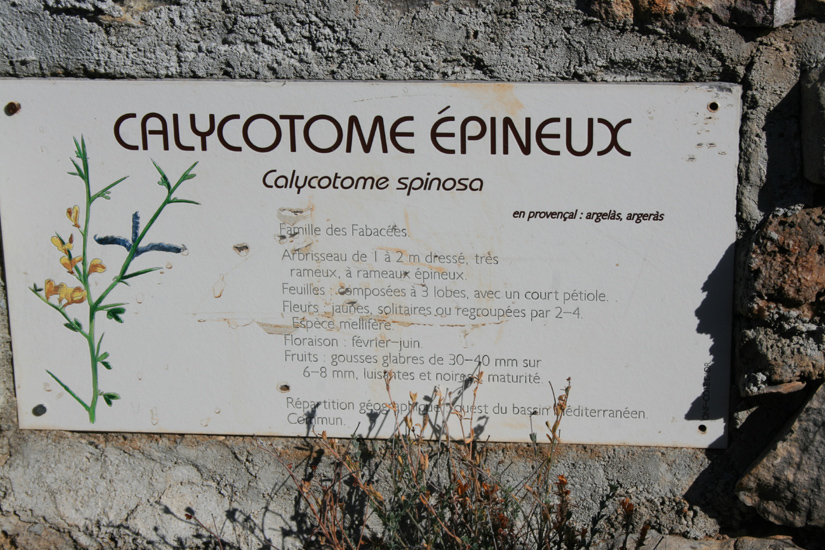 CALYCOTOME ÉPINEUX
Calycotome spinosa
en provençal : argelàs, argeràs
Famille des Fabacées.
Arbrisseau de 1 à 2 m dressé, très
rameux, à rameaux épineux
Feuilles : composées à 3 lobes, avec un court pétiole.
Fleurs : jaunes, solitaires ou regroupées par 2-4.
Espèce mellifère.
Floraison : février-juin.
Fruits : gousses glabres de 30-40 mm sur
6-8 mm, luisantes et noires maturité.
Répartition géographique ouest du bassin Méditerranéen.
Commun.